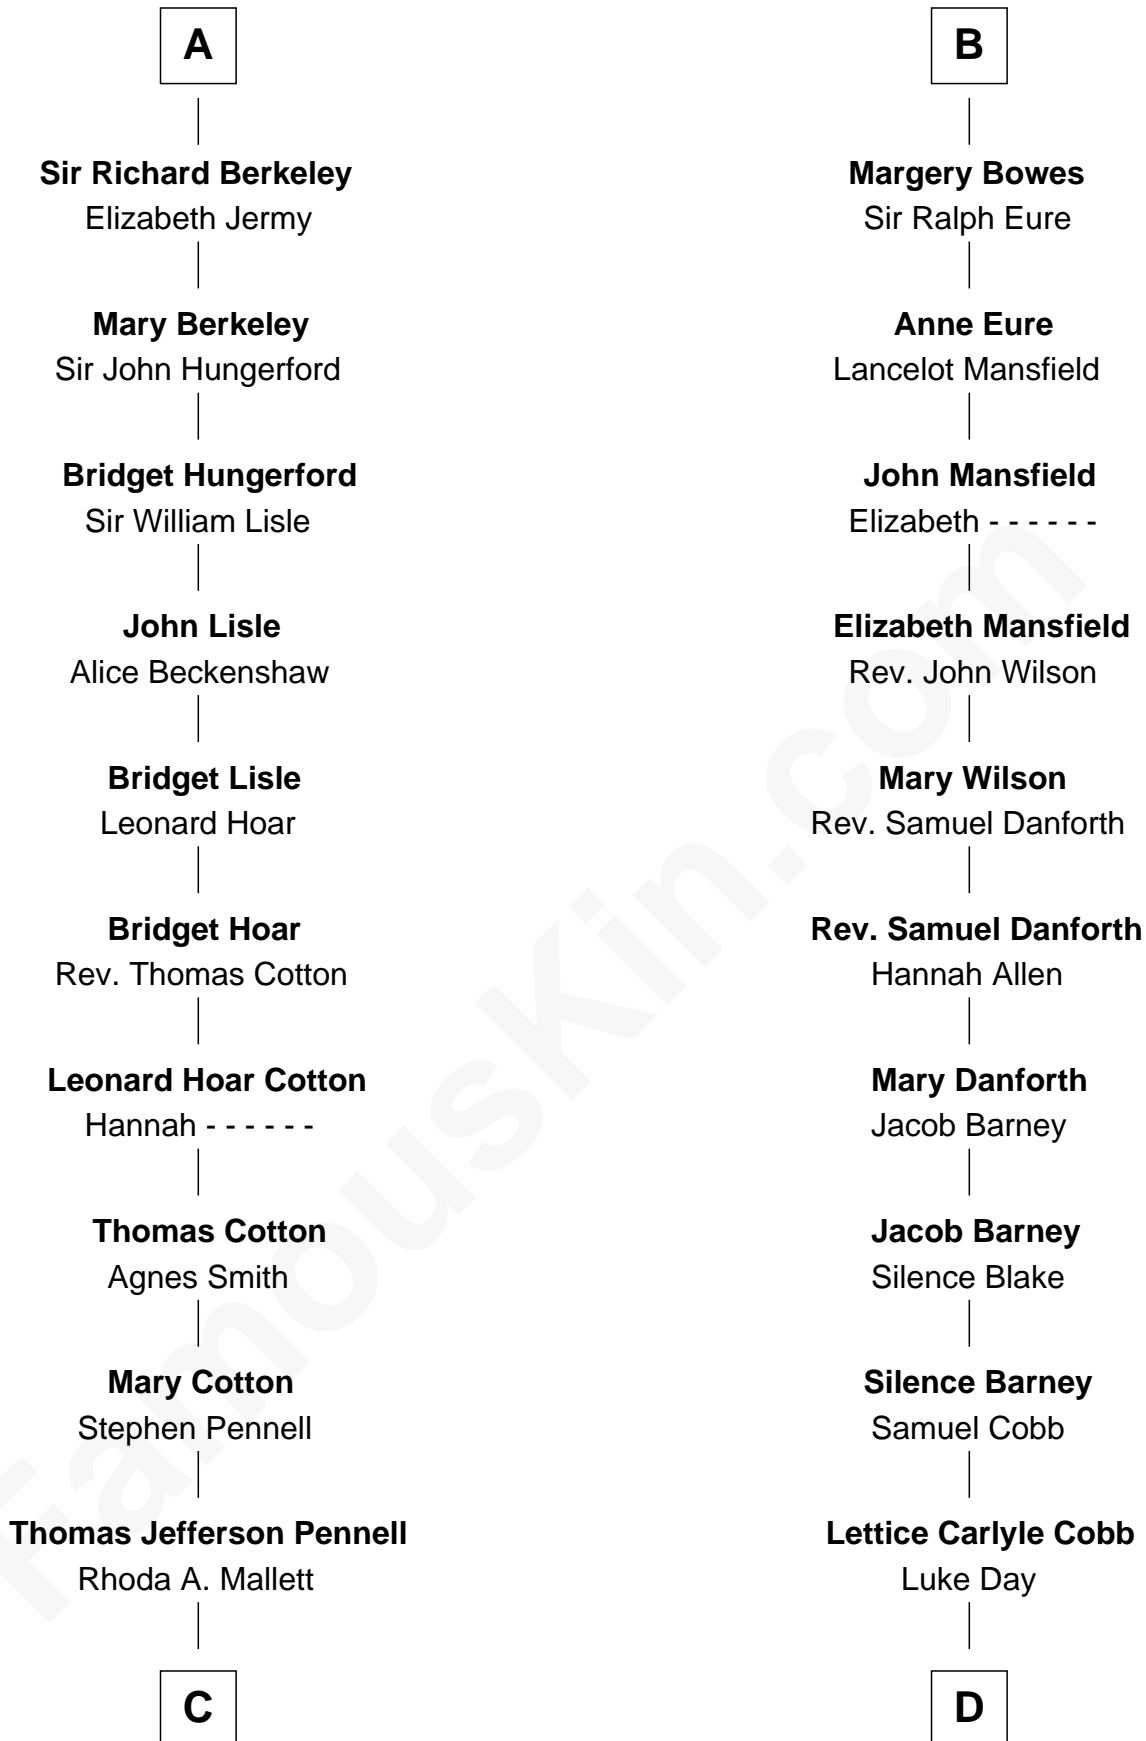 A
Sir Richard Berkeley
Elizabeth Jermy
Mary Berkeley
Sir John Hungerford
Bridget Hungerford
Sir William Lisle
John Lisle
Alice Beckenshaw
Bridget Lisle
Leonard Hoar
Bridget Hoar
Rev. Thomas Cotton
Leonard Hoar Cotton
Hannah - - - - - -
Thomas Cotton
Agnes Smith
Mary Cotton
Stephen Pennell
Thomas Jefferson Pennell
Rhoda A. Mallett
C
B
Margery Bowes
Sir Ralph Eure
Anne Eure
Lancelot Mansfield
John Mansfield
Elizabeth - - - - - -
Elizabeth Mansfield
Rev. John Wilson
Mary Wilson
Rev. Samuel Danforth
Rev. Samuel Danforth
Hannah Allen
Mary Danforth
Jacob Barney
Jacob Barney
Silence Blake
Silence Barney
Samuel Cobb
Lettice Carlyle Cobb
Luke Day
D
FamousKin.com